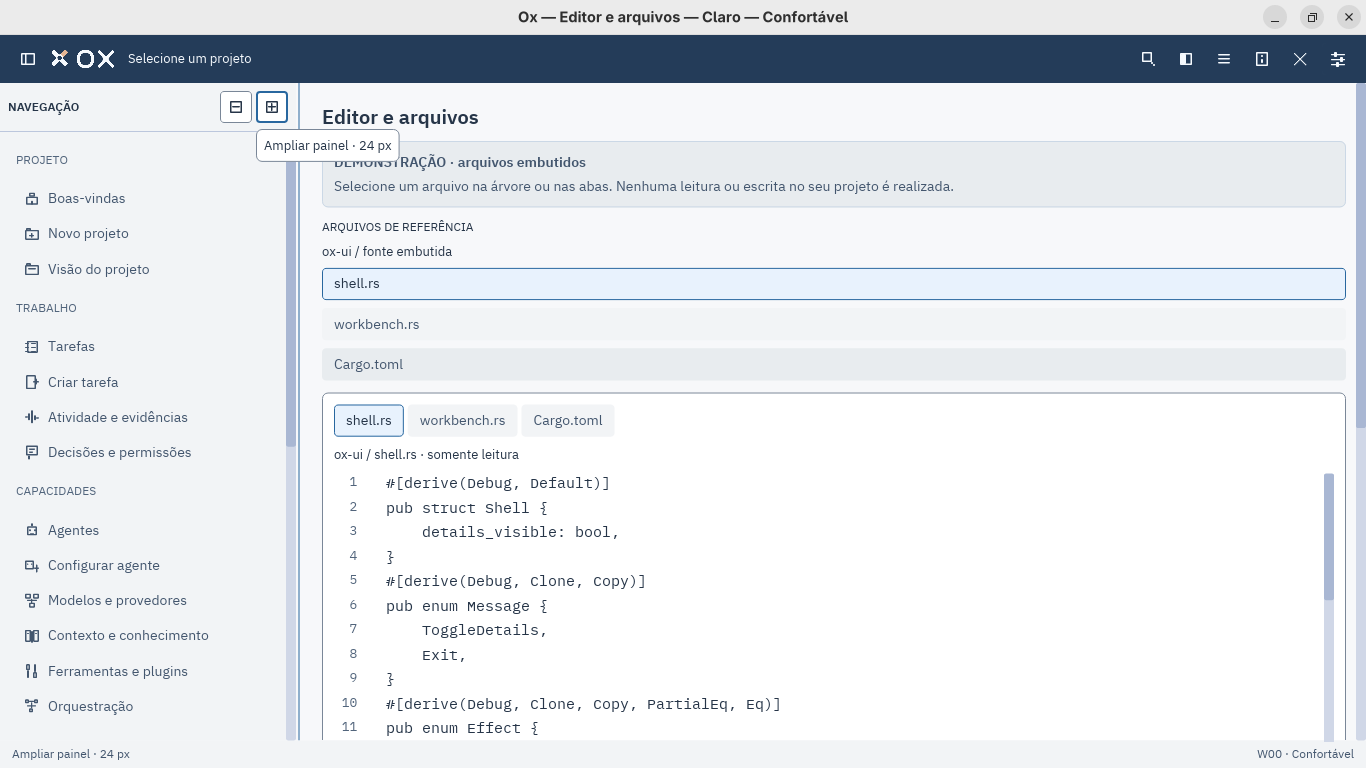 Ox — Editor e arquivos — Claro — Confortável
OX
Selecione um projeto
NAVEGAÇÃO
Ampliar painel · 24 px
PROJETO
Boas-vindas
Novo projeto
Visão do projeto
TRABALHO
Tarefas
Criar tarefa
Atividade e evidências
Decisões e permissões
CAPACIDADES
Agentes
Configurar agente
Modelos e provedores
Contexto e conhecimento
Ferramentas e plugins
Orquestração
Editor e arquivos
DEMONSTRAÇÃO · arquivos embutidos
Selecione um arquivo na árvore ou nas abas. Nenhuma leitura ou escrita no seu projeto é realizada.
ARQUIVOS DE REFERÊNCIA
ox-ui / fonte embutida
shell.rs
workbench.rs
Cargo.toml
shell.rs workbench.rs Cargo.toml
ox-ui / shell.rs · somente leitura
1 #[derive(Debug, Default)]
2 pub struct Shell {
3     details_visible: bool,
4 }
5 #[derive(Debug, Clone, Copy)]
6 pub enum Message {
7     ToggleDetails,
8     Exit,
9 }
10 #[derive(Debug, Clone, Copy, PartialEq, Eq)]
11 pub enum Effect {
Ampliar painel · 24 px
W00 · Confortável